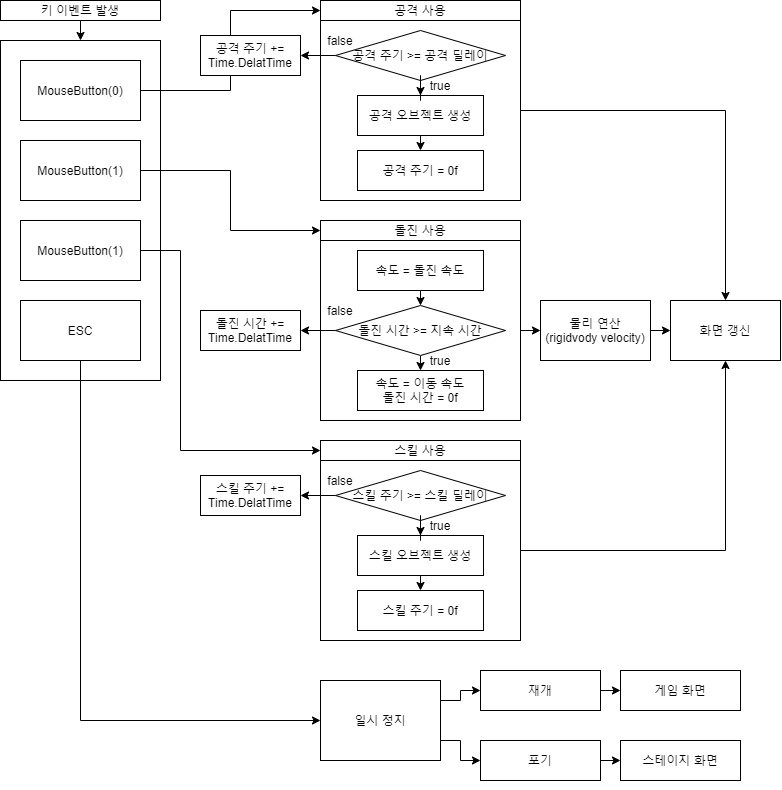 키 이벤트 발생
MouseButton(0)
MouseButton(1)
MouseButton(1)
ESC
공격 사용
false
공격 주기 +=
Time.DelatTime
공격 주기 >= 공격 딜레이
true
공격 오브젝트 생성
공격 주기 = 0f
돌진 사용
속도 = 돌진 속도
false
돌진 시간 +=
Time.DelatTime
돌진 시간 >= 지속 시간
true
속도 = 이동 속도
돌진 시간 = 0f
물리 연산
(rigidvody velocity)
화면 갱신
스킬 사용
false
스킬 주기 +=
Time.DelatTime
스킬 주기 >= 스킬 딜레이
true
스킬 오브젝트 생성
스킬 주기 = 0f
일시 정지
재개
게임 화면
포기
스테이지 화면